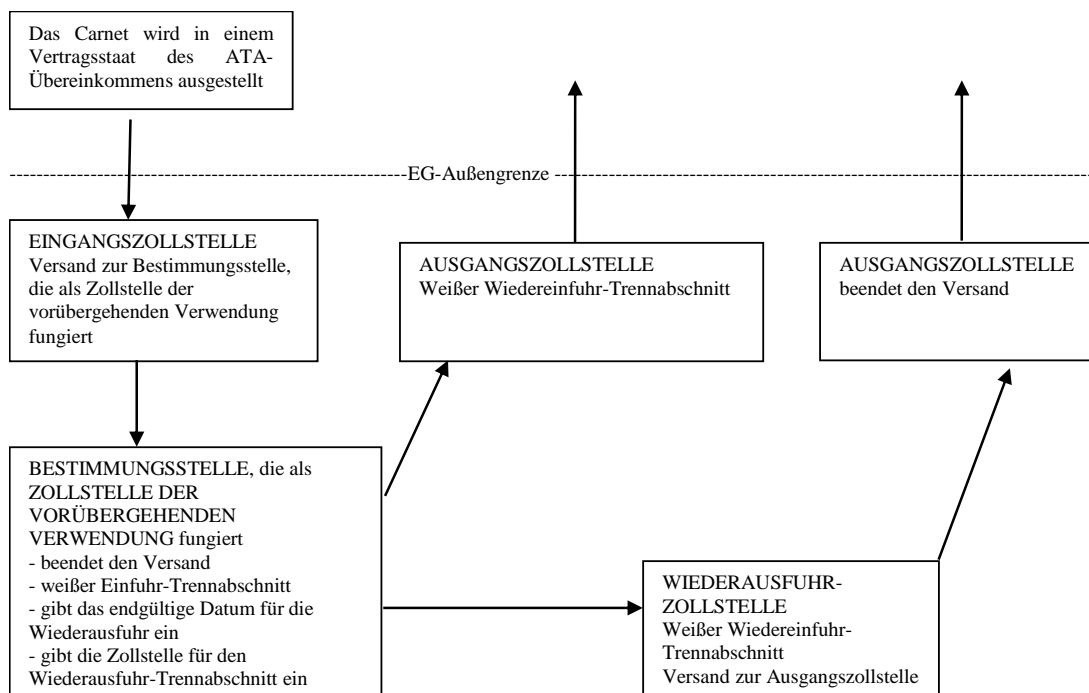 Das Carnet wird in einem
Vertragsstaat des ATA-
Übereinkommens ausgestellt
EG-Außengrenze
EINGANGSZOLLSTELLE
Versand zur Bestimmungsstelle,
die als Zollstelle der
vorübergehenden Verwendung
fungiert
AUSGANGSZOLLSTELLE
Weißer Wiedereinfuhr-Trennabschnitt
AUSGANGSZOLLSTELLE
beendet den Versand
BESTIMMUNGSSTELLE, die als
ZOLLSTELLE DER
VORÜBERGEHENDEN
VERWENDUNG fungiert
- beendet den Versand
- weißer Einfuhr-Trennabschnitt
- gibt das endgültige Datum für die
Wiederausfuhr ein
- gibt die Zollstelle für den
Wiederausfuhr-Trennabschnitt ein
WIEDERAUSFUHR-
ZOLLSTELLE
Weißer Wiedereinfuhr-
Trennabschnitt
Versand zur Ausgangszollstelle